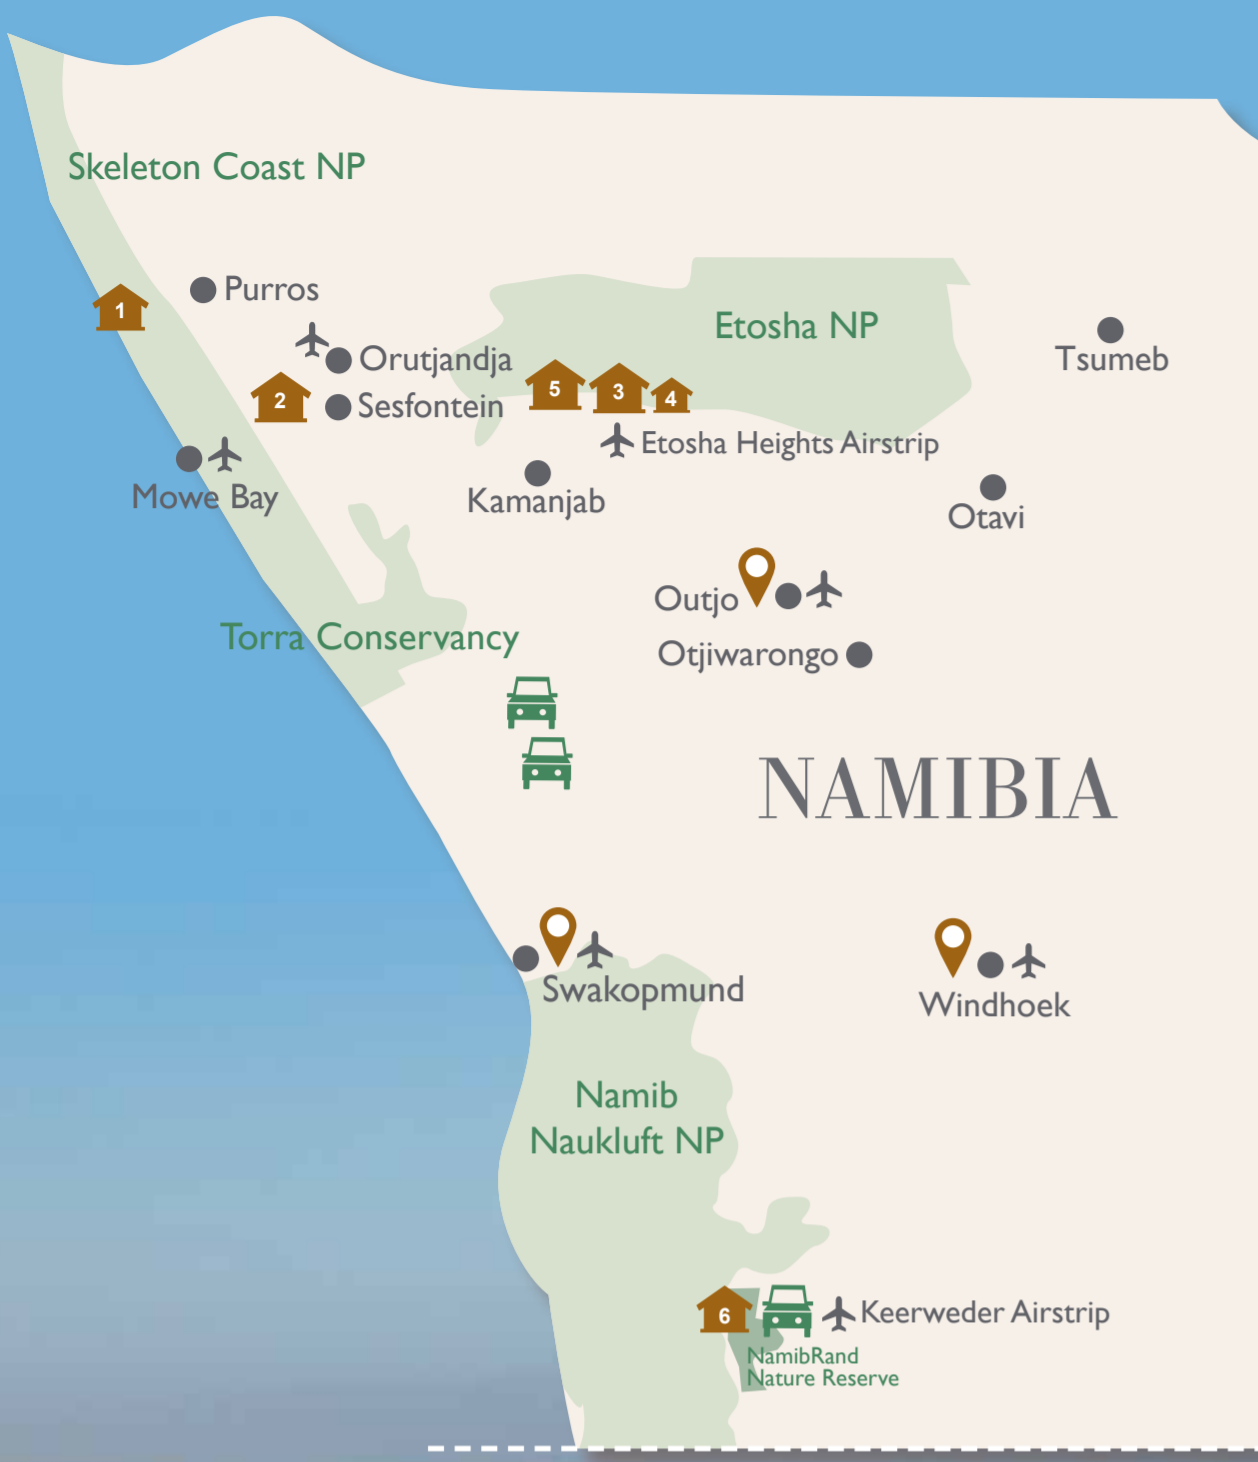 Skeleton Coast NP
1
Purros
Etosha NP
Tsumeb
Orutjandja
2
Sesfontein
5
3
4
Etosha Heights Airstrip
Mowe Bay
Kamanjab
Otavi
Outjo
Torra Conservancy
Otjiwarongo
NAMIBIA
Swakopmund
Windhoek
Namib
Naukluft NP
6
Keerweder Airstrip
NamibRand
Nature Reserve